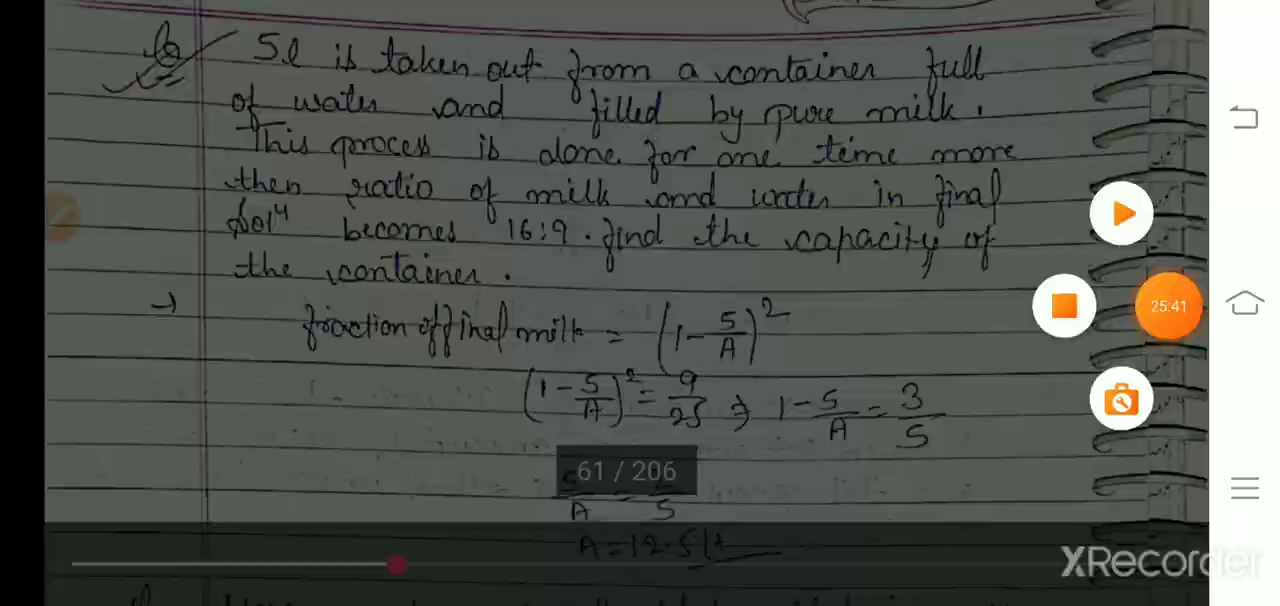 5l is taken out from a container full
of water and filled by pure milk.
This process is done for one time more
then ratio of milk and water in final
solⁿ becomes 16:9. find the capacity of
the container.
→ fraction of final milk = (1-5/A)^2
(1-5/A)^2 = 9/25 ⇒ 1-5/A = 3/5
61 / 206
A 5
A = 12.5 lt
25:41
XRecorder